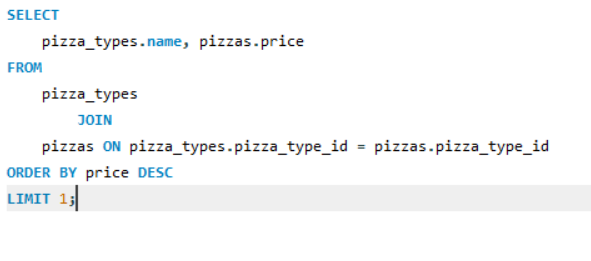 SELECT
pizza_types.name, pizzas.price
FROM
pizza_types
JOIN
pizzas ON pizza_types.pizza_type_id = pizzas.pizza_type_id
ORDER BY price DESC
LIMIT 1;